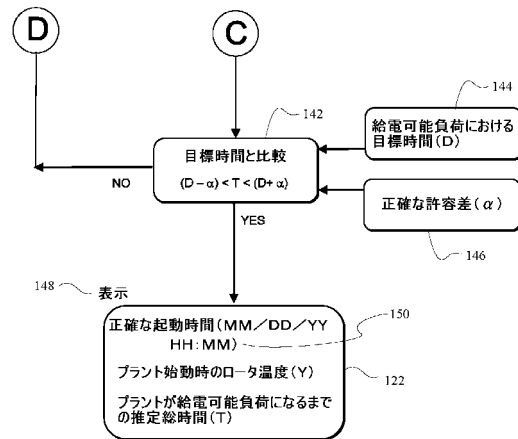 D
C
142
144
目標時間と比較
(D－α)＜T＜(D+α)
給電可能負荷における
目標時間(D)
NO
正確な許容差(α)
YES
146
148
表示
正確な起動時間(MM／DD／YY
HH:MM)
150
プラント始動時のロータ温度(Y)
122
プラントが給電可能負荷になるまで
の推定総時間(T)